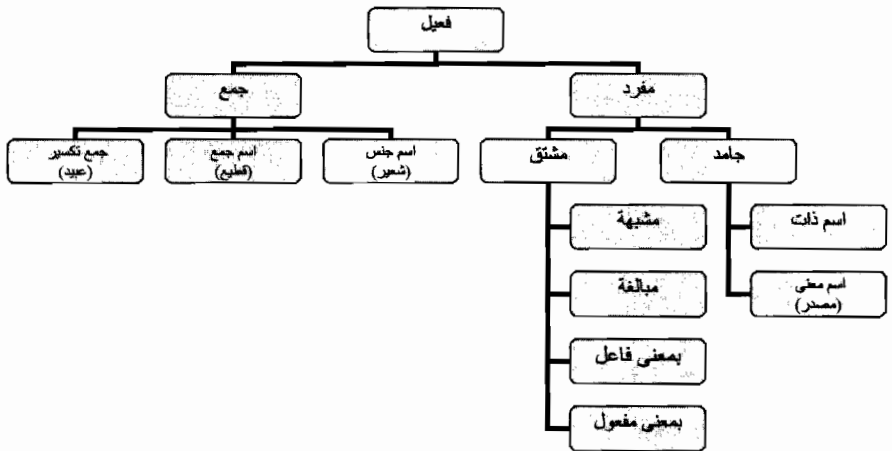 فعيل
مفرد
جمع
جامد
مشتق
اسم جنس
(شعير)
اسم جمع
(قطيع)
جمع تكسير
(عبيد)
اسم ذات
اسم معنى
(مصدر)
مشبهة
مبالغة
بمعنى فاعل
بمعنى مفعول